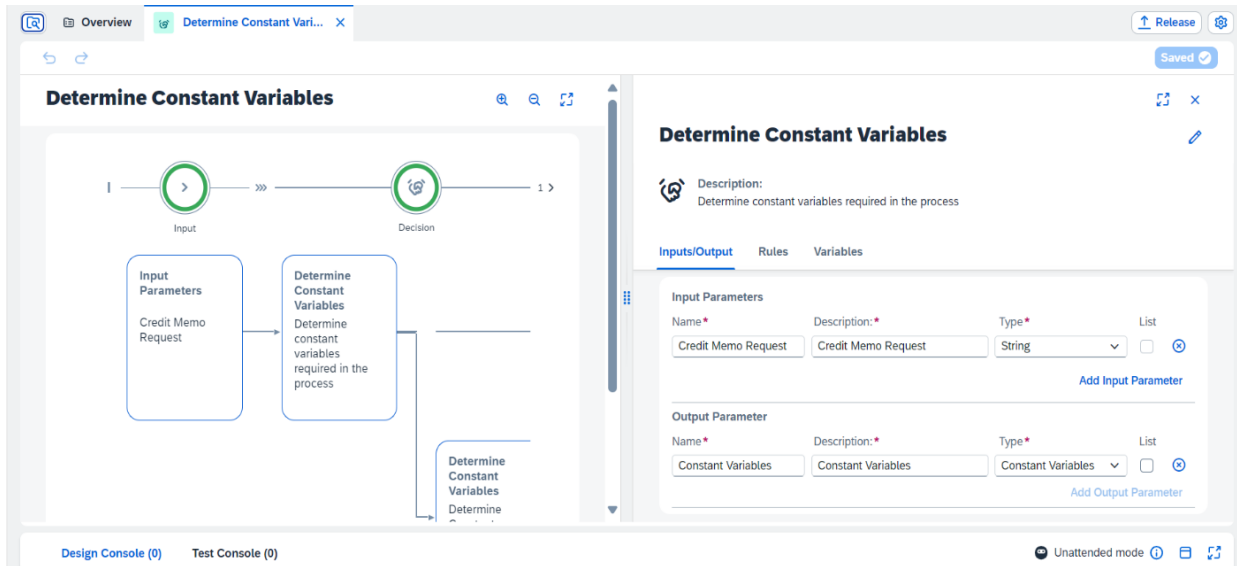 Overview
Determine Constant Vari...
Release
Saved
Determine Constant Variables
1
Input
Decision
Input
Parameters
Credit Memo
Request
Determine
Constant
Variables
Determine
constant
variables
required in the
process
Determine
Constant
Variables
Determine
Determine Constant Variables
Description:
Determine constant variables required in the process
Inputs/Output Rules Variables
Input Parameters
Name* Description:* Type* List
Credit Memo Request Credit Memo Request String
Add Input Parameter
Output Parameter
Name* Description:* Type* List
Constant Variables Constant Variables Constant Variables
Add Output Parameter
Design Console (0) Test Console (0)
Unattended mode